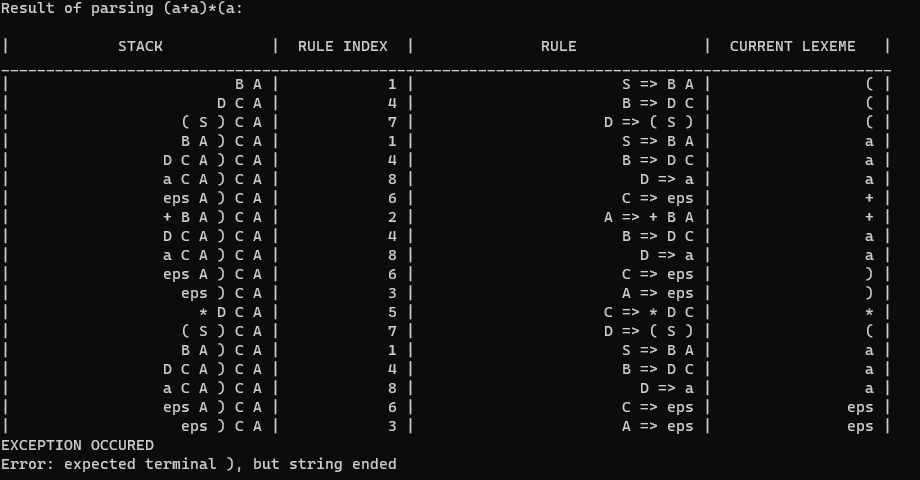 Result of parsing (a+a)*(a:
| STACK | RULE INDEX | RULE | CURRENT LEXEME |
| B A | 1 | S => B A | ( |
| D C A | 4 | B => D C | ( |
| ( S ) C A | 7 | D => ( S ) | ( |
| B A ) C A | 1 | S => B A | a |
| D C A ) C A | 4 | B => D C | a |
| a C A ) C A | 8 | D => a | a |
| eps A ) C A | 6 | C => eps | + |
| + B A ) C A | 2 | A => + B A | + |
| D C A ) C A | 4 | B => D C | a |
| a C A ) C A | 8 | D => a | a |
| eps A ) C A | 6 | C => eps | ) |
| eps ) C A | 3 | A => eps | ) |
| * D C A | 5 | C => * D C | * |
| ( S ) C A | 7 | D => ( S ) | ( |
| B A ) C A | 1 | S => B A | a |
| D C A ) C A | 4 | B => D C | a |
| a C A ) C A | 8 | D => a | a |
| eps A ) C A | 6 | C => eps | eps |
| eps ) C A | 3 | A => eps | eps |
EXCEPTION OCCURED
Error: expected terminal ), but string ended